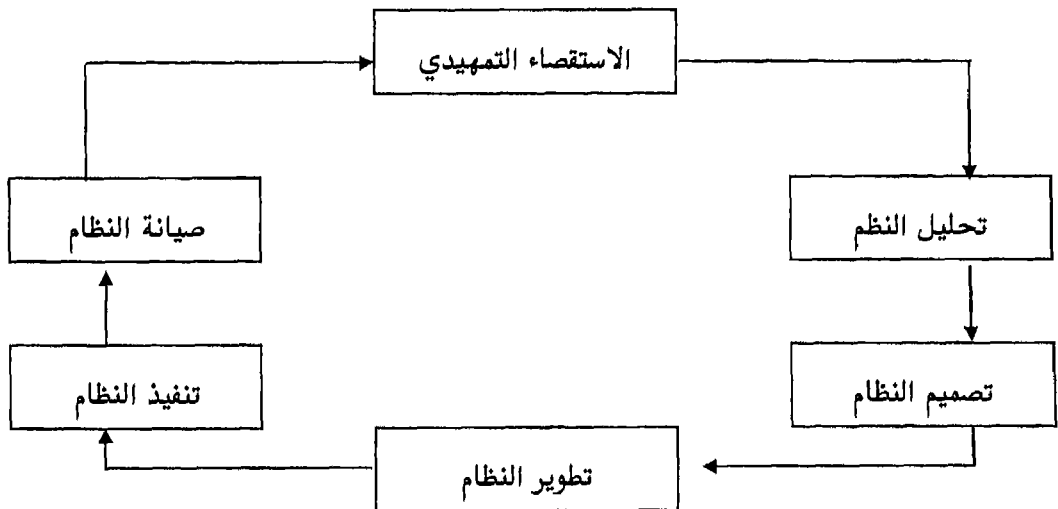 الاستقصاء التمهيدي
صيانة النظام
تحليل النظم
تنفيذ النظام
تصميم النظام
تطوير النظام